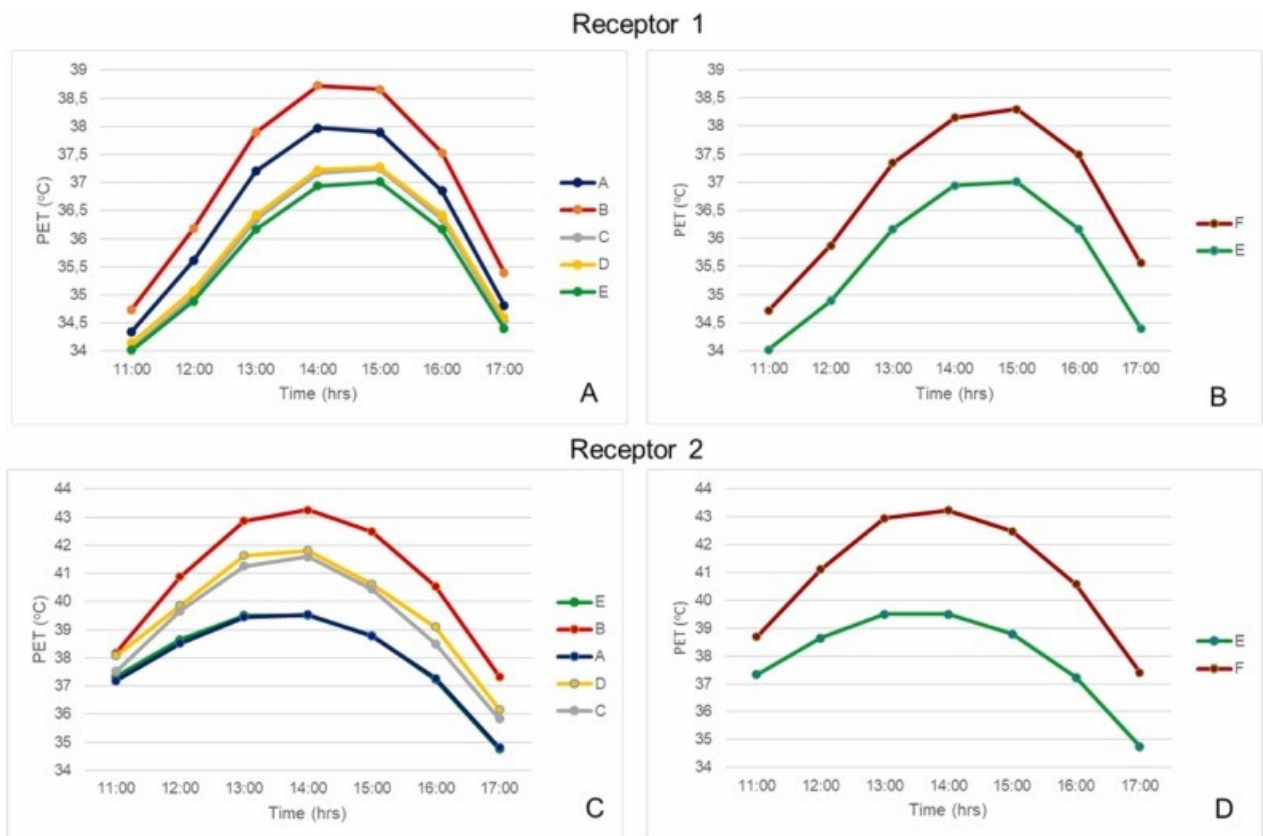 Receptor 1
39
38,5
38
37,5
37
36,5
36
35,5
35
34,5
34
PET (°C)
11:00 12:00 13:00 14:00 15:00 16:00 17:00
Time (hrs)
A
B
C
D
E
A
39
38,5
38
37,5
37
36,5
36
35,5
35
34,5
34
PET (°C)
11:00 12:00 13:00 14:00 15:00 16:00 17:00
Time (hrs)
F
E
B
Receptor 2
44
43
42
41
40
39
38
37
36
35
34
PET (°C)
11:00 12:00 13:00 14:00 15:00 16:00 17:00
Time (hrs)
E
B
A
D
C
C
44
43
42
41
40
39
38
37
36
35
34
PET (°C)
11:00 12:00 13:00 14:00 15:00 16:00 17:00
Time (hrs)
E
F
D